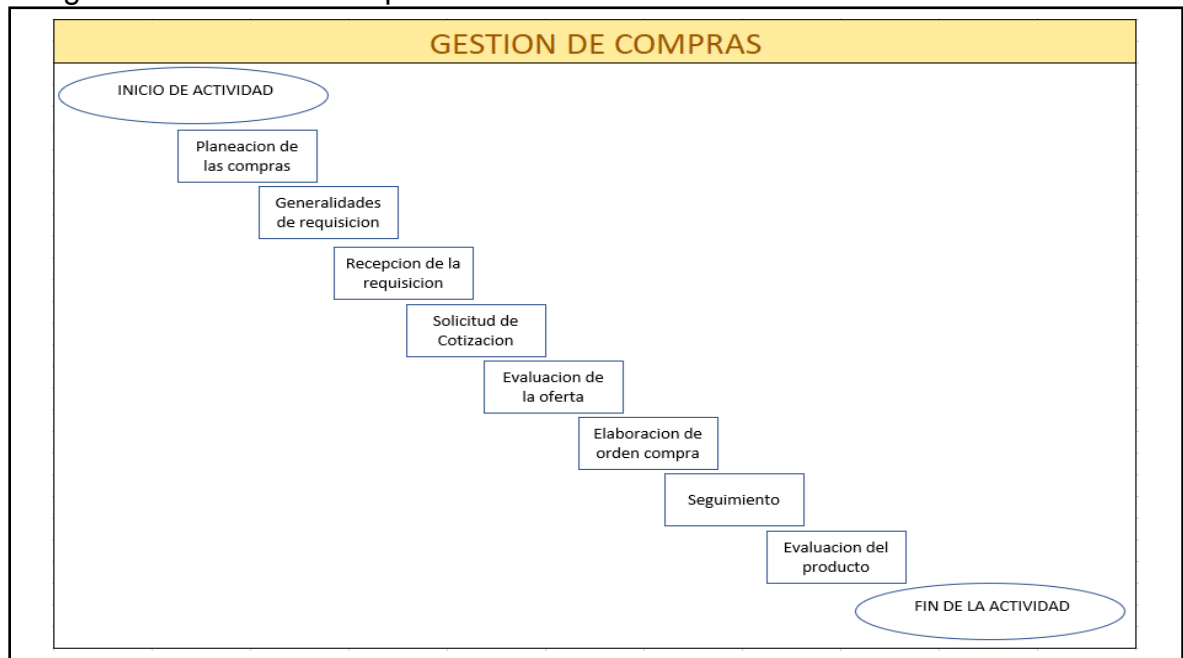 GESTION DE COMPRAS
INICIO DE ACTIVIDAD
Planeacion de
las compras
Generalidades
de requisicion
Recepcion de la
requisicion
Solicitud de
Cotizacion
Evaluacion de
la oferta
Elaboracion de
orden compra
Seguimiento
Evaluacion del
producto
FIN DE LA ACTIVIDAD